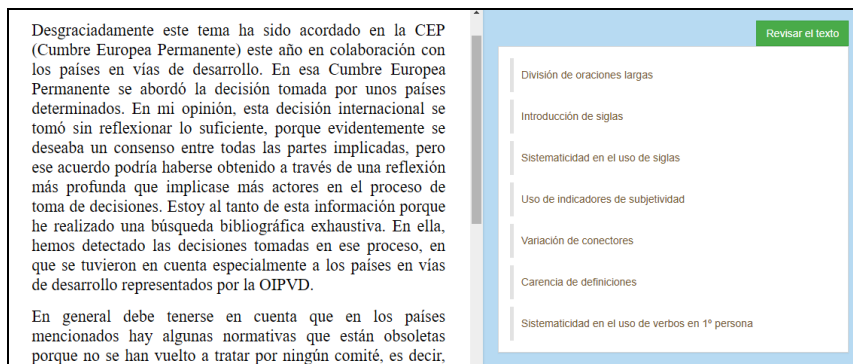 Desgraciadamente este tema ha sido acordado en la CEP
(Cumbre Europea Permanente) este año en colaboración con
los países en vías de desarrollo. En esa Cumbre Europea
Permanente se abordó la decisión tomada por unos países
determinados. En mi opinión, esta decisión internacional se
tomó sin reflexionar lo suficiente, porque evidentemente se
deseaba un consenso entre todas las partes implicadas, pero
ese acuerdo podría haberse obtenido a través de una reflexión
más profunda que implicase más actores en el proceso de
toma de decisiones. Estoy al tanto de esta información porque
he realizado una búsqueda bibliográfica exhaustiva. En ella,
hemos detectado las decisiones tomadas en ese proceso, en
que se tuvieron en cuenta especialmente a los países en vías
de desarrollo representados por la OIPVD.
En general debe tenerse en cuenta que en los países
mencionados hay algunas normativas que están obsoletas
porque no se han vuelto a tratar por ningún comité, es decir,
Revisar el texto
División de oraciones largas
Introducción de siglas
Sistematicidad en el uso de siglas
Uso de indicadores de subjetividad
Variación de conectores
Carencia de definiciones
Sistematicidad en el uso de verbos en 1º persona